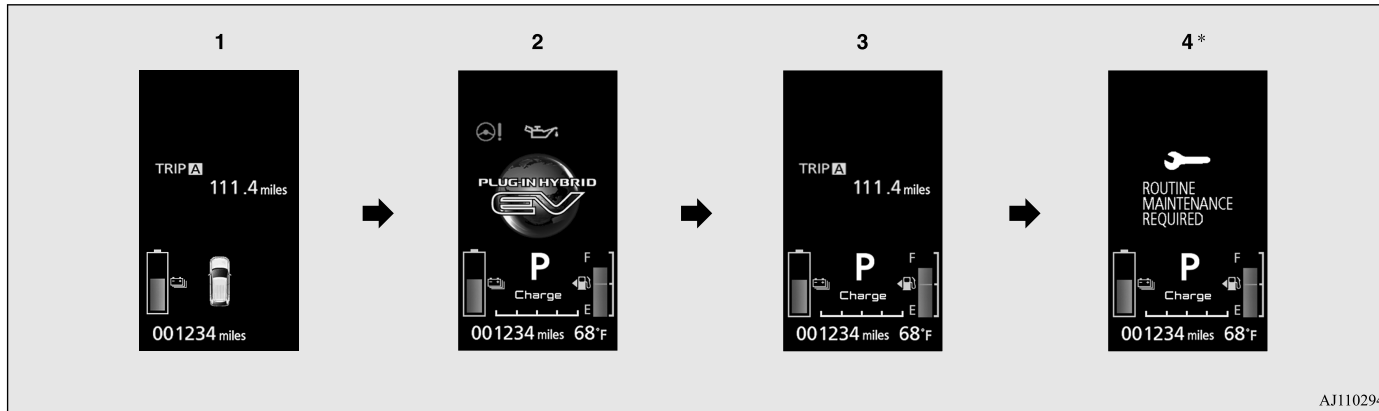 1
2
3
4*
TRIP A
111.4 miles
001234 miles
PLUG-IN HYBRID
EV
P
F
Charge
E
001234 miles 68°F
TRIP A
111.4 miles
P
F
Charge
E
001234 miles 68°F
ROUTINE
MAINTENANCE
REQUIRED
P
F
Charge
E
001234 miles 68°F